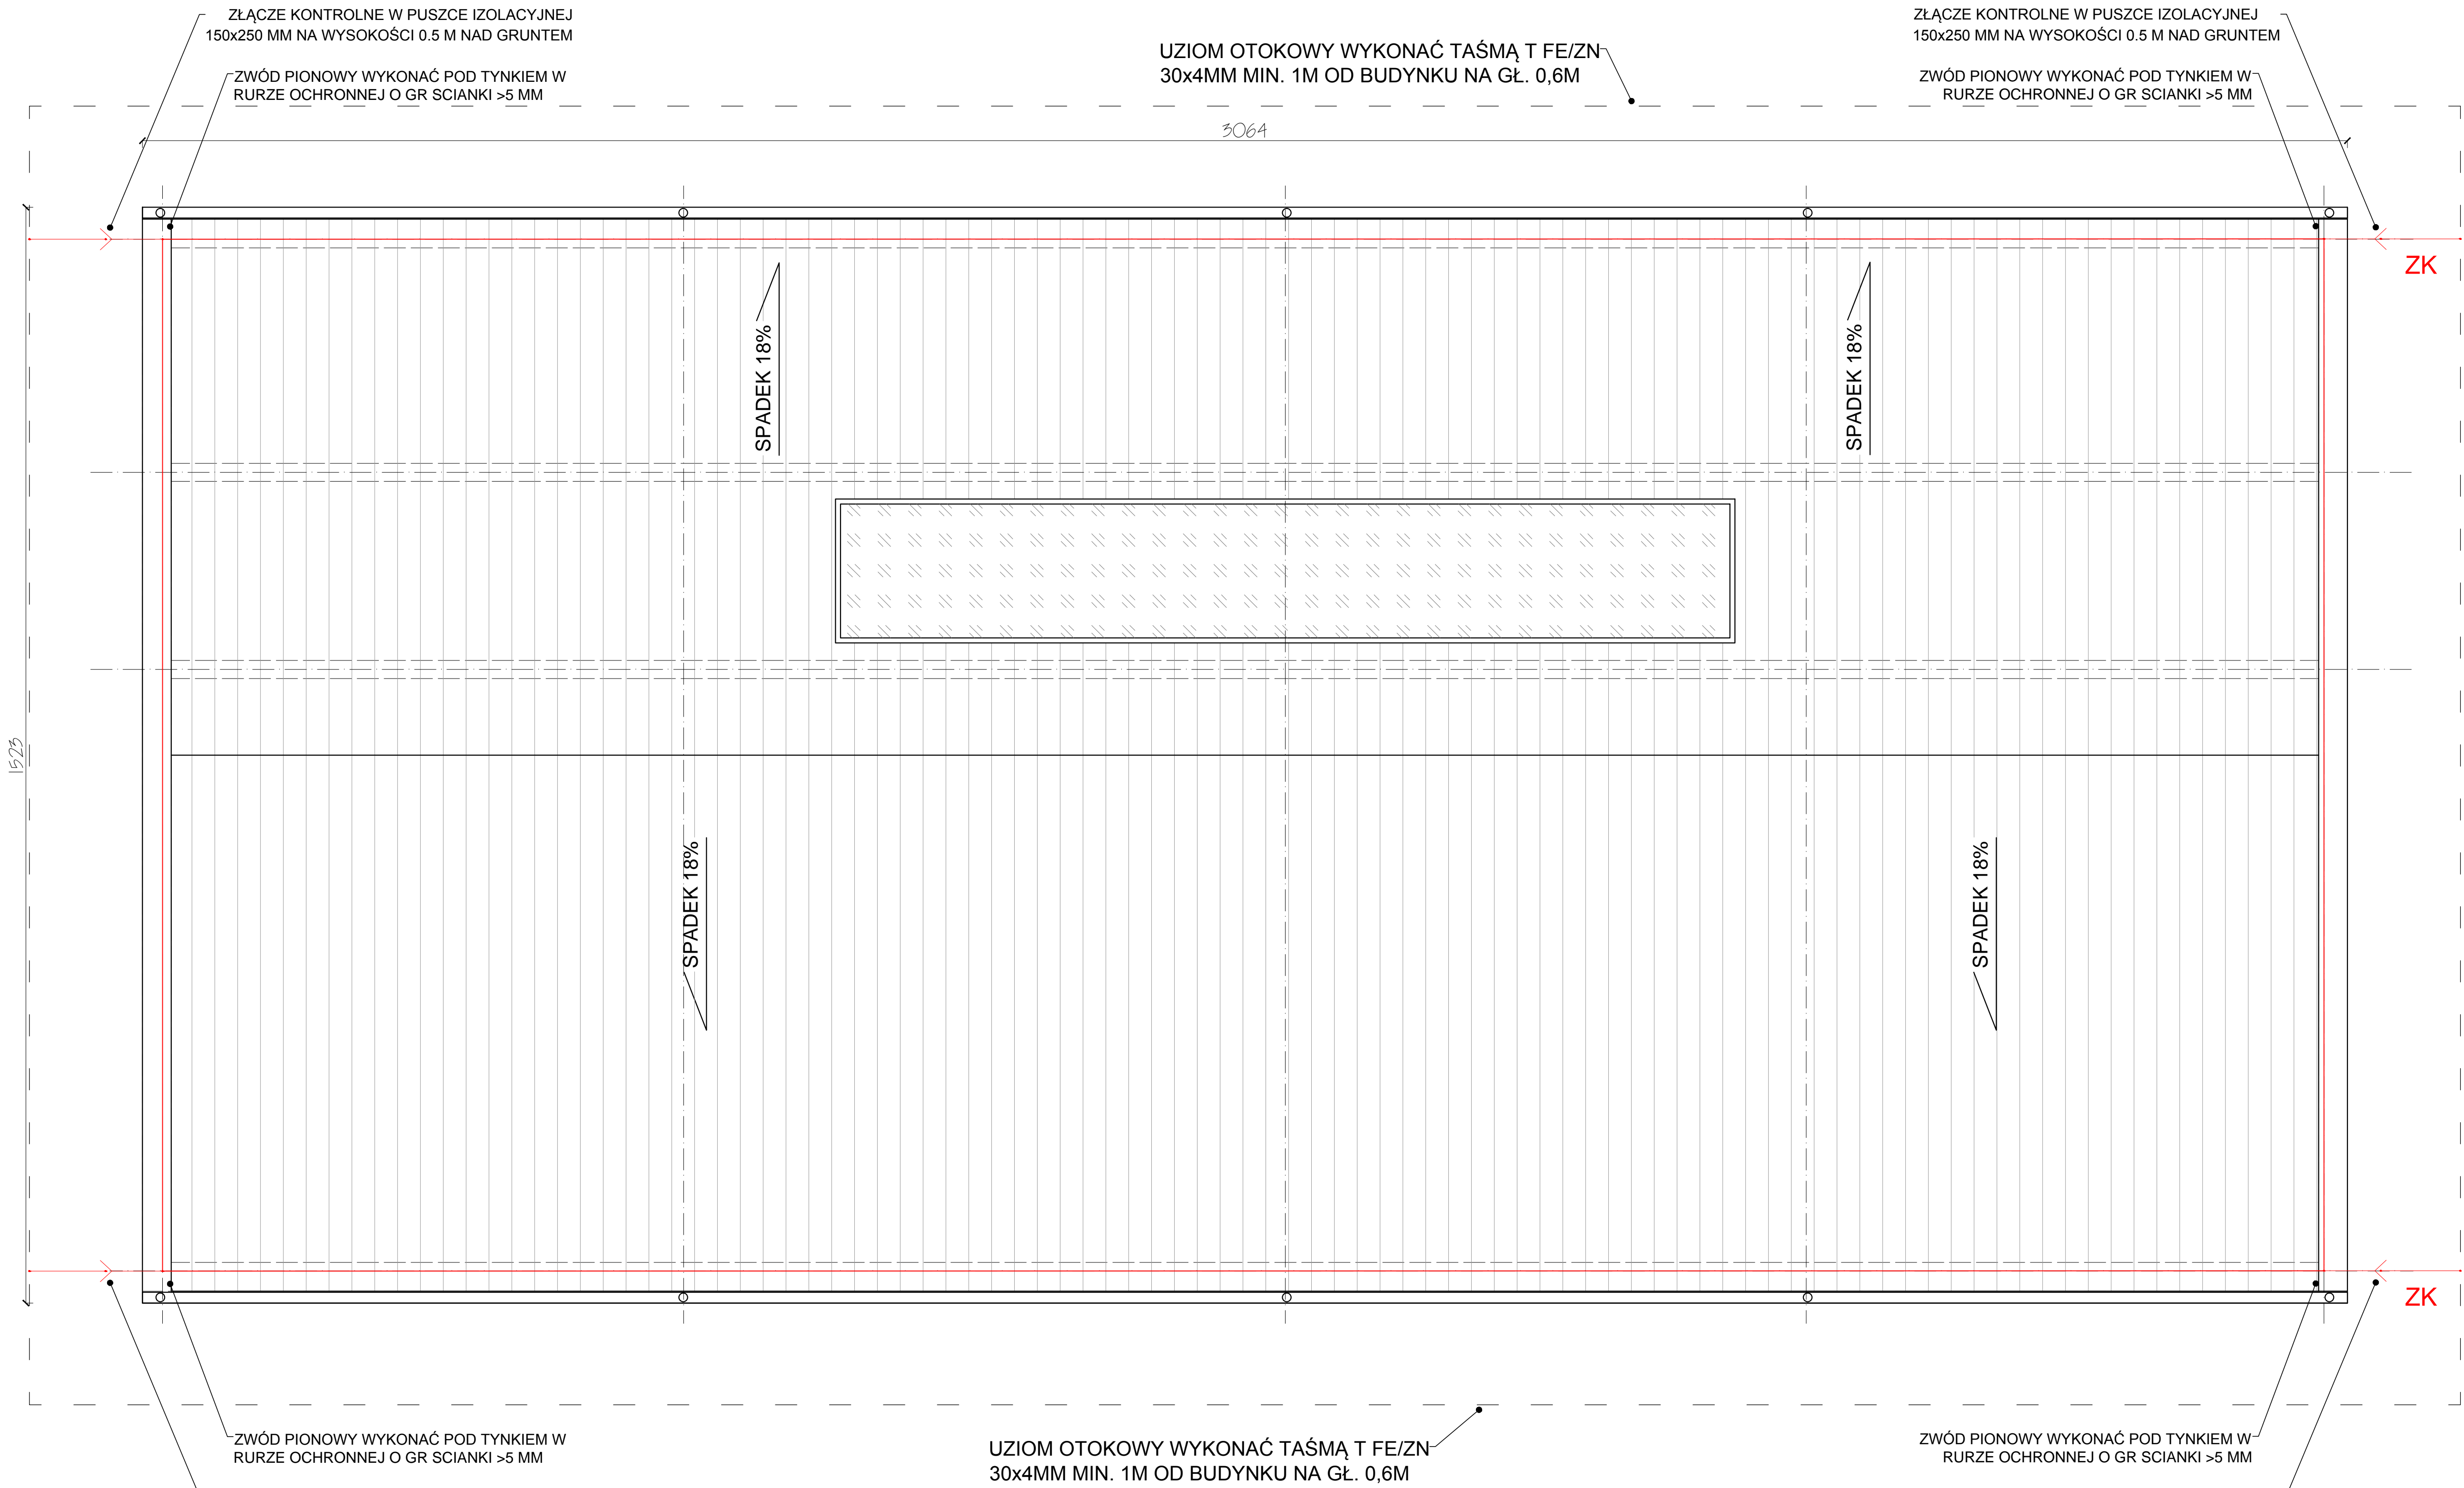 ZŁĄCZE KONTROLNE W PUSZCE IZOLACYJNEJ
150x250 MM NA WYSOKOŚCI 0.5 M NAD GRUNTEM
ZWÓD PIONOWY WYKONAĆ POD TYNKIEM W
RURZE OCHRONNEJ O GR SCIANKI >5 MM
UZIOM OTOKOWY WYKONAĆ TAŚMĄ T FE/ZN
30x4MM MIN. 1M OD BUDYNKU NA GŁ. 0,6M
ZŁĄCZE KONTROLNE W PUSZCE IZOLACYJNEJ
150x250 MM NA WYSOKOŚCI 0.5 M NAD GRUNTEM
ZWÓD PIONOWY WYKONAĆ POD TYNKIEM W
RURZE OCHRONNEJ O GR SCIANKI >5 MM
3064
ZK
SPADEK 18%
SPADEK 18%
1523
SPADEK 18%
SPADEK 18%
ZK
ZWÓD PIONOWY WYKONAĆ POD TYNKIEM W
RURZE OCHRONNEJ O GR SCIANKI >5 MM
UZIOM OTOKOWY WYKONAĆ TAŚMĄ T FE/ZN
30x4MM MIN. 1M OD BUDYNKU NA GŁ. 0,6M
ZWÓD PIONOWY WYKONAĆ POD TYNKIEM W
RURZE OCHRONNEJ O GR SCIANKI >5 MM